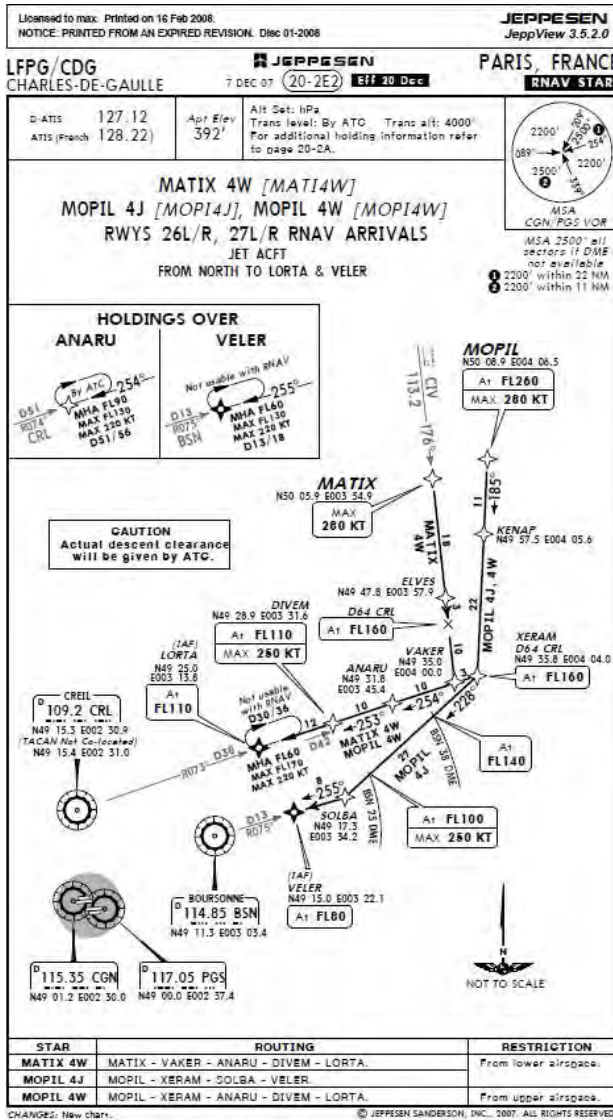 Licensed to max. Printed on 16 Feb 2008.
NOTICE: PRINTED FROM AN EXPIRED REVISION. Disc 01-2008
JEPPESEN
JeppView 3.5.2.0
LFPG/CDG
CHARLES-DE-GAULLE
JEPPESEN
7 DEC 07 20-2E2 Eff 20 Dec
PARIS, FRANCE
RNAV STAR
D-ATIS 127.12
ATIS (French 128.22)
Apt Elev
392'
Alt Set: hPa
Trans level: By ATC Trans alt: 4000'
For additional holding information refer
to page 20-2A.
2200'
209°
2500'
254°
089°
2500'
2200'
359°
MSA
CGN/PGS VOR
MSA 2500' all
sectors if DME
not available
1 2200' within 22 NM
2 2200' within 11 NM
MATIX 4W [MATI4W]
MOPIL 4J [MOPI4J], MOPIL 4W [MOPI4W]
RWYS 26L/R, 27L/R RNAV ARRIVALS
JET ACFT
FROM NORTH TO LORTA & VELER
HOLDINGS OVER
ANARU
By ATC
254°
D51
R074°
CRL
MHA FL90
MAX FL130
MAX 220 KT
D51/56
VELER
Not usable with RNAV
255°
D13
R075°
BSN
MHA FL60
MAX FL130
MAX 220 KT
D13/18
CIV
113.2
176°
MOPIL
N50 08.9 E004 06.5
At FL260
MAX 280 KT
MATIX
N50 05.9 E003 54.9
MAX
280 KT
11
185°
KENAP
N49 57.5 E004 05.6
18
MATIX
4W
CAUTION
Actual descent clearance
will be given by ATC.
ELVES
N49 47.8 E003 57.9
3
D64 CRL
At FL160
22
MOPIL 4J, 4W
10
DIVEM
N49 28.9 E003 31.6
At FL110
MAX 250 KT
VAKER
N49 35.0
E004 00.0
XERAM
D64 CRL
N49 35.8 E004 04.0
At FL160
ANARU
N49 31.8
E003 45.4
(IAF)
LORTA
N49 25.0
E003 13.8
At
FL110
Not usable
with RNAV
D30/36
3
10
254°
10
253°
12
D42
MATIX 4W
MOPIL 4W
228°
At
FL140
BSN 38 DME
27
MOPIL
4J
CREIL
D 109.2 CRL
N49 15.3 E002 30.9
(TACAN Not Co-located)
N49 15.4 E002 31.0
R073° D30
MHA FL60
MAX FL170
MAX 220 KT
8
255°
SOLBA
N49 17.3
E003 34.2
BSN 25 DME
At FL100
MAX 250 KT
D13
R075°
(IAF)
VELER
N49 15.0 E003 22.1
At FL80
BOURSONNE
D 114.85 BSN
N49 11.3 E003 03.4
D 115.35 CGN
N49 01.2 E002 30.0
D 117.05 PGS
N49 00.0 E002 37.4
N
NOT TO SCALE
STAR ROUTING RESTRICTION
MATIX 4W MATIX - VAKER - ANARU - DIVEM - LORTA. From lower airspace.
MOPIL 4J MOPIL - XERAM - SOLBA - VELER.
MOPIL 4W MOPIL - XERAM - ANARU - DIVEM - LORTA. From upper airspace.
CHANGES: New chart.
© JEPPESEN SANDERSON, INC., 2007. ALL RIGHTS RESERVED